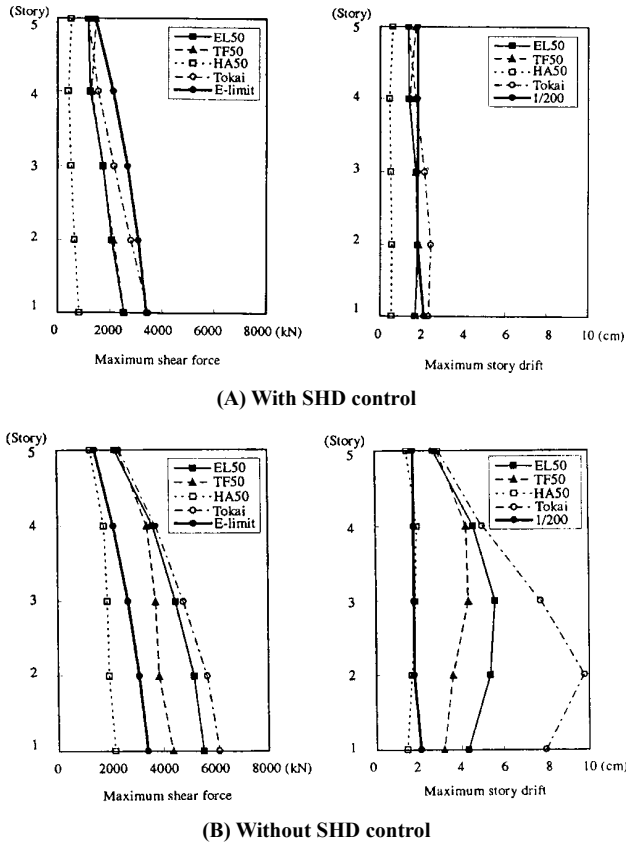 (Story)
5
4
3
2
1
EL50
TF50
HA50
Tokai
E-limit
0 2000 4000 6000 8000 (kN)
Maximum shear force
(Story)
5
4
3
2
1
EL50
TF50
HA50
Tokai
1/200
0 2 4 6 8 10 (cm)
Maximum story drift
(A) With SHD control
(Story)
5
4
3
2
1
EL50
TF50
HA50
Tokai
E-limit
0 2000 4000 6000 8000 (kN)
Maximum shear force
(Story)
5
4
3
2
1
EL50
TF50
HA50
Tokai
1/200
0 2 4 6 8 10 (cm)
Maximum story drift
(B) Without SHD control